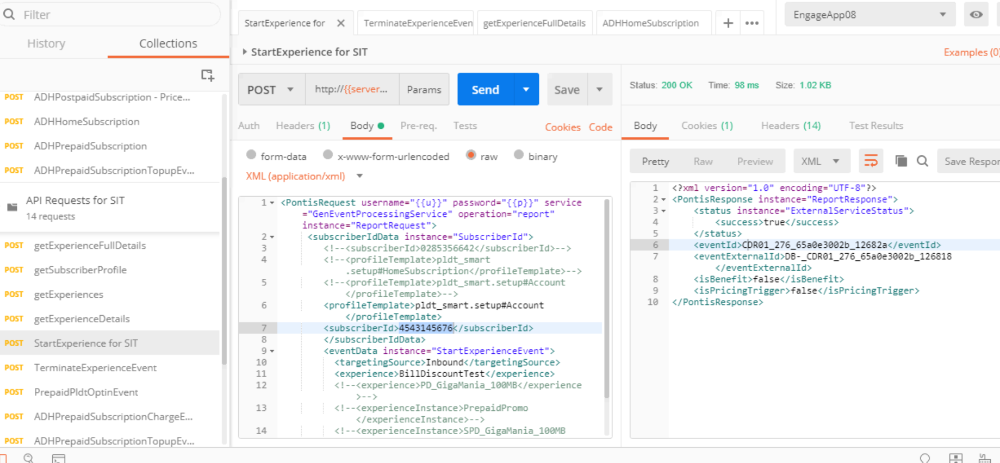 Filter
History
Collections
POST ADHPostpaidSubscription - Price...
POST ADHHomeSubscription
POST ADHPrepaidSubscription
POST ADHPrepaidSubscriptionTopupEv...
API Requests for SIT
14 requests
POST getExperienceFullDetails
POST getSubscriberProfile
POST getExperiences
POST getExperienceDetails
POST StartExperience for SIT
POST TerminateExperienceEvent
POST PrepaidPldtOptinEvent
POST ADHPrepaidSubscriptionChargeE...
POST ADHPrepaidSubscriptionTopupEv...
StartExperience for
TerminateExperienceEven
getExperienceFullDetails
ADHHomeSubscription
EngageApp08
StartExperience for SIT
Examples (0)
POST
http://{{server...
Params
Send
Save
Auth
Headers (1)
Body
Pre-req.
Tests
Cookies
Code
form-data
x-www-form-urlencoded
raw
binary
XML (application/xml)
1 <PontisRequest username="{{u}}" password="{{p}}" service
="GenEventProcessingService" operation="report"
instance="ReportRequest">
2 <subscriberIdData instance="SubscriberId">
3 <!--<subscriberId>0285356642</subscriberId>-->
4 <!--<profileTemplate>pldt_smart
.setup#HomeSubscription</profileTemplate>-->
5 <!--<profileTemplate>pldt_smart.setup#Account
</profileTemplate>-->
6 <profileTemplate>pldt_smart.setup#Account
</profileTemplate>
7 <subscriberId>4543145676</subscriberId>
8 </subscriberIdData>
9 <eventData instance="StartExperienceEvent">
10 <targetingSource>Inbound</targetingSource>
11 <experience>BillDiscountTest</experience>
12 <!--<experience>PD_GigaMania_100MB</experience
>-->
13 <!--<experienceInstance>PrepaidPromo
</experienceInstance>-->
14 <!--<experienceInstance>SPD_GigaMania_100MB
Status: 200 OK Time: 98 ms Size: 1.02 KB
Body
Cookies (1)
Headers (14)
Test Results
Pretty
Raw
Preview
XML
Save Respor
1 <?xml version="1.0" encoding="UTF-8"?>
2 <PontisResponse instance="ReportResponse">
3 <status instance="ExternalServiceStatus">
4 <success>true</success>
5 </status>
6 <eventId>CDR01_276_65a0e3002b_12682a</eventId>
7 <eventExternalId>DB-_CDR01_276_65a0e3002b_126818
</eventExternalId>
8 <isBenefit>false</isBenefit>
9 <isPricingTrigger>false</isPricingTrigger>
10 </PontisResponse>